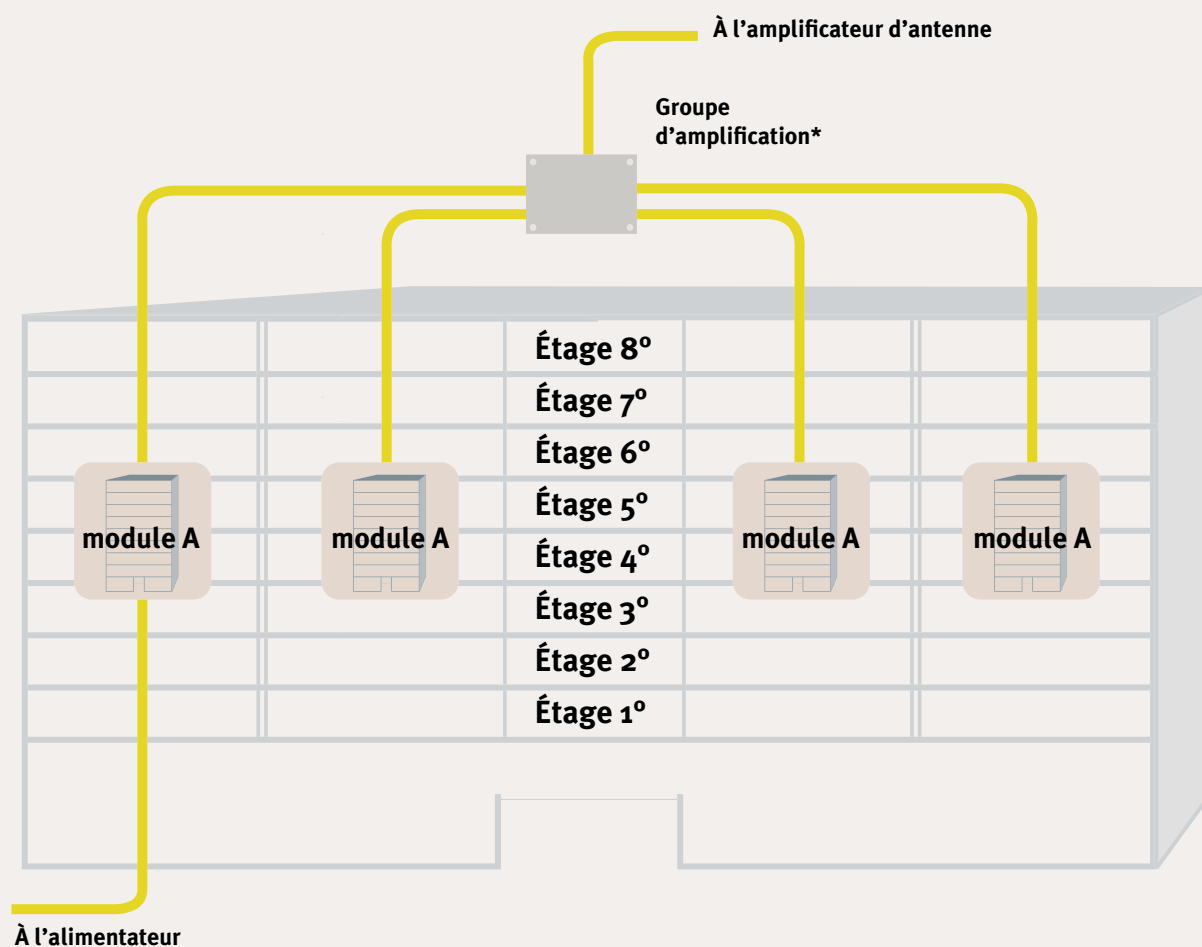 À l’amplificateur d’antenne
Groupe
d’amplification*
Étage 8º
Étage 7º
Étage 6º
Étage 5º
module A
module A
module A
module A
Étage 4º
Étage 3º
Étage 2º
Étage 1º
À l’alimentateur